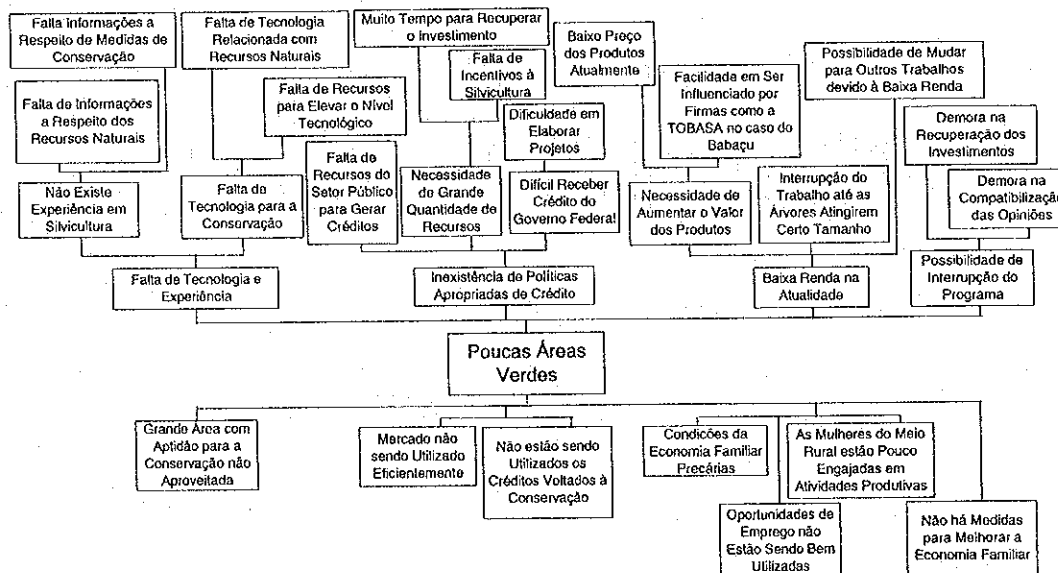 Falta Informações a
Respeito de Medidas de
Conservação
Falta de Tecnologia
Relacionada com
Recursos Naturais
Muito Tempo para Recuperar
o Investimento
Baixo Preço
dos Produtos
Atualmente
Possibilidade de Mudar
para Outros Trabalhos
devido à Baixa Renda
Falta de
Incentivos à
Silvicultura
Facilidade em Ser
Influenciado por
Firmas como a
TOBASA no caso do
Babaçu
Falta de Informações
a Respeito dos
Recursos Naturais
Falta de Recursos
para Elevar o Nível
Tecnológico
Dificuldade em
Elaborar
Projetos
Demora na
Recuperação dos
Investimentos
Não Existe
Experiência em
Silvicultura
Falta de
Tecnologia para a
Conservação
Falta de
Recursos do
Setor Público
para Gerar
Créditos
Necessidade
de Grande
Quantidade de
Recursos
Difícil Receber
Crédito do
Governo Federal
Necessidade de
Aumentar o Valor
dos Produtos
Interrupção do
Trabalho até as
Árvores Atingirem
Certo Tamanho
Demora na
Compatibilização
das Opiniões
Falta de Tecnologia e
Experiência
Inexistência de Políticas
Apropriadas de Crédito
Baixa Renda na
Atualidade
Possibilidade de
Interrupção do
Programa
Poucas Áreas
Verdes
Grande Área com
Aptidão para a
Conservação não
Aproveitada
Mercado não
sendo Utilizado
Eficientemente
Não estão sendo
Utilizados os
Créditos Voltados à
Conservação
Condições da
Economia Familiar
Precárias
As Mulheres do Meio
Rural estão Pouco
Engajadas em
Atividades Produtivas
Oportunidades de
Emprego não
Estão Sendo Bem
Utilizadas
Não há Medidas
para Melhorar a
Economia Familiar